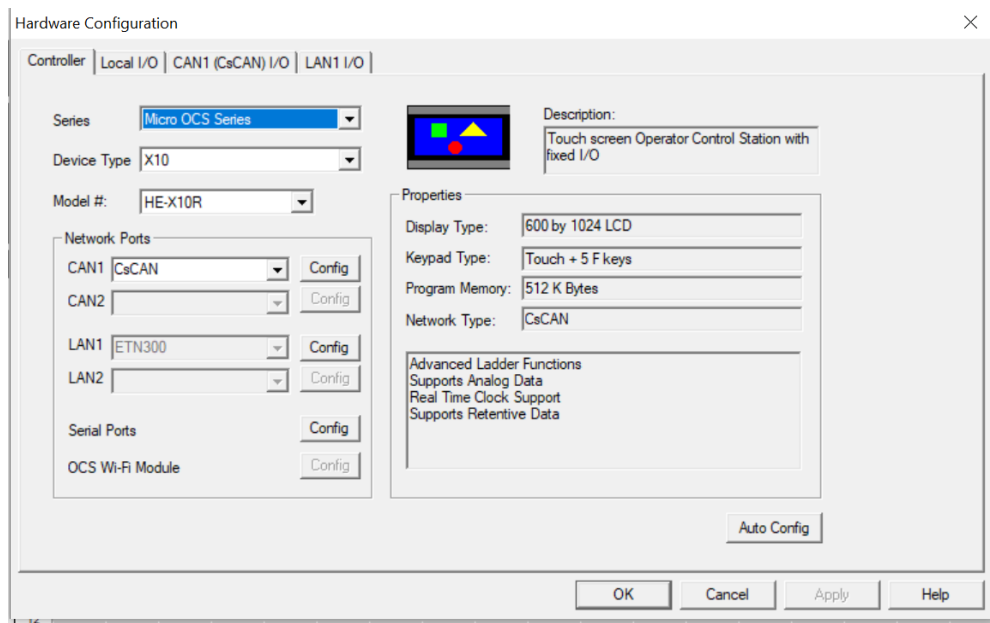 Hardware Configuration
Controller
Local I/O
CAN1 (CsCAN) I/O
LAN1 I/O
Series
Micro OCS Series
Device Type
X10
Model #:
HE-X10R
Network Ports
CAN1
CsCAN
Config
CAN2
Config
LAN1
ETN300
Config
LAN2
Config
Serial Ports
Config
OCS Wi-Fi Module
Config
Description:
Touch screen Operator Control Station with
fixed I/O
Properties
Display Type:
600 by 1024 LCD
Keypad Type:
Touch + 5 F keys
Program Memory:
512 K Bytes
Network Type:
CsCAN
Advanced Ladder Functions
Supports Analog Data
Real Time Clock Support
Supports Retentive Data
Auto Config
OK
Cancel
Apply
Help